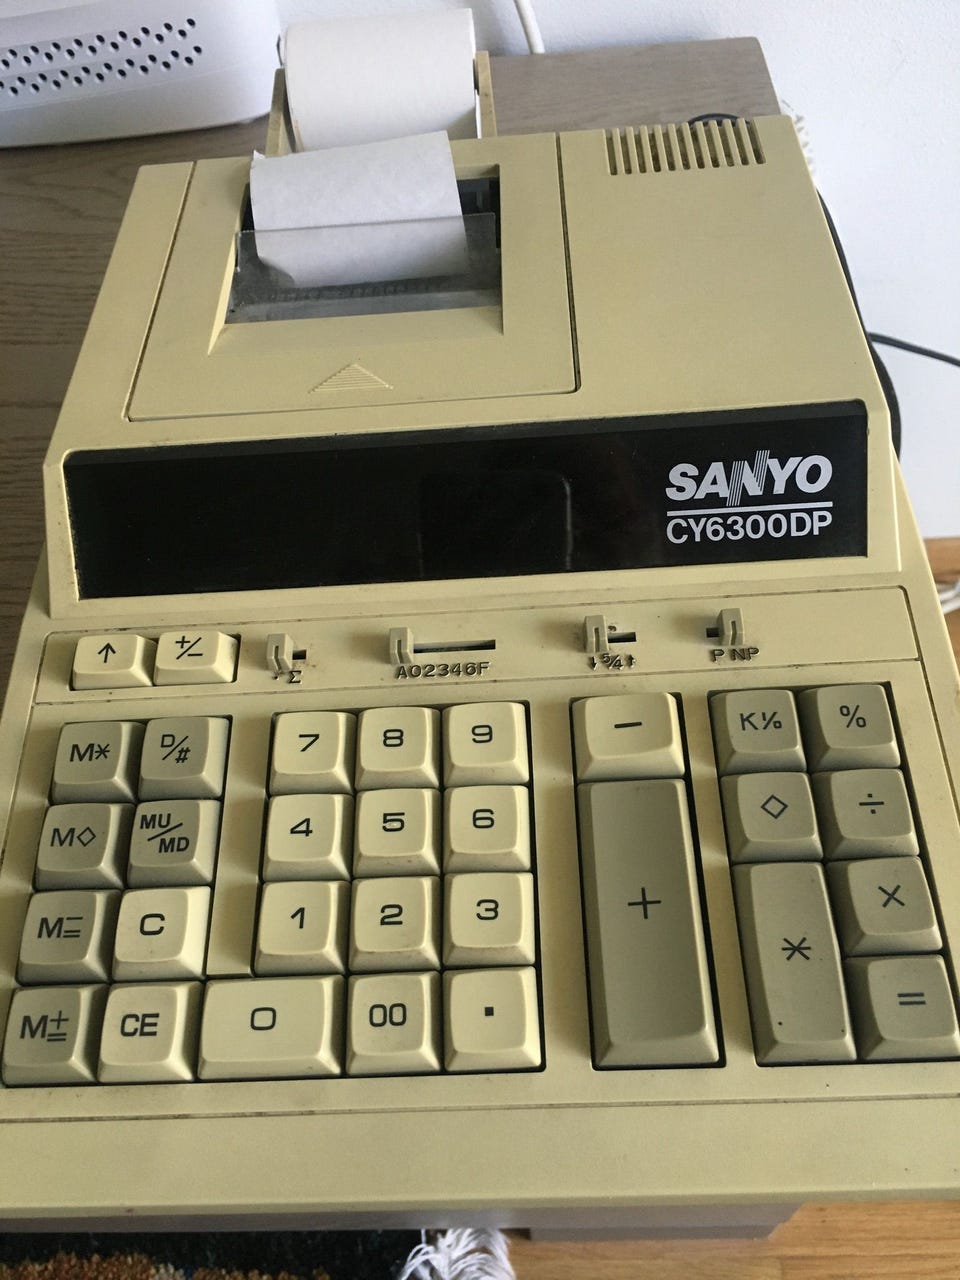 SANYO
CY6300DP
↑ +/−
Σ A02346F ↓5/4↑ P NP
M* D/# 7 8 9 − K% %
M◇ MU/MD 4 5 6 + ◇ ÷
M= C 1 2 3 * ×
M± CE 0 00 . =